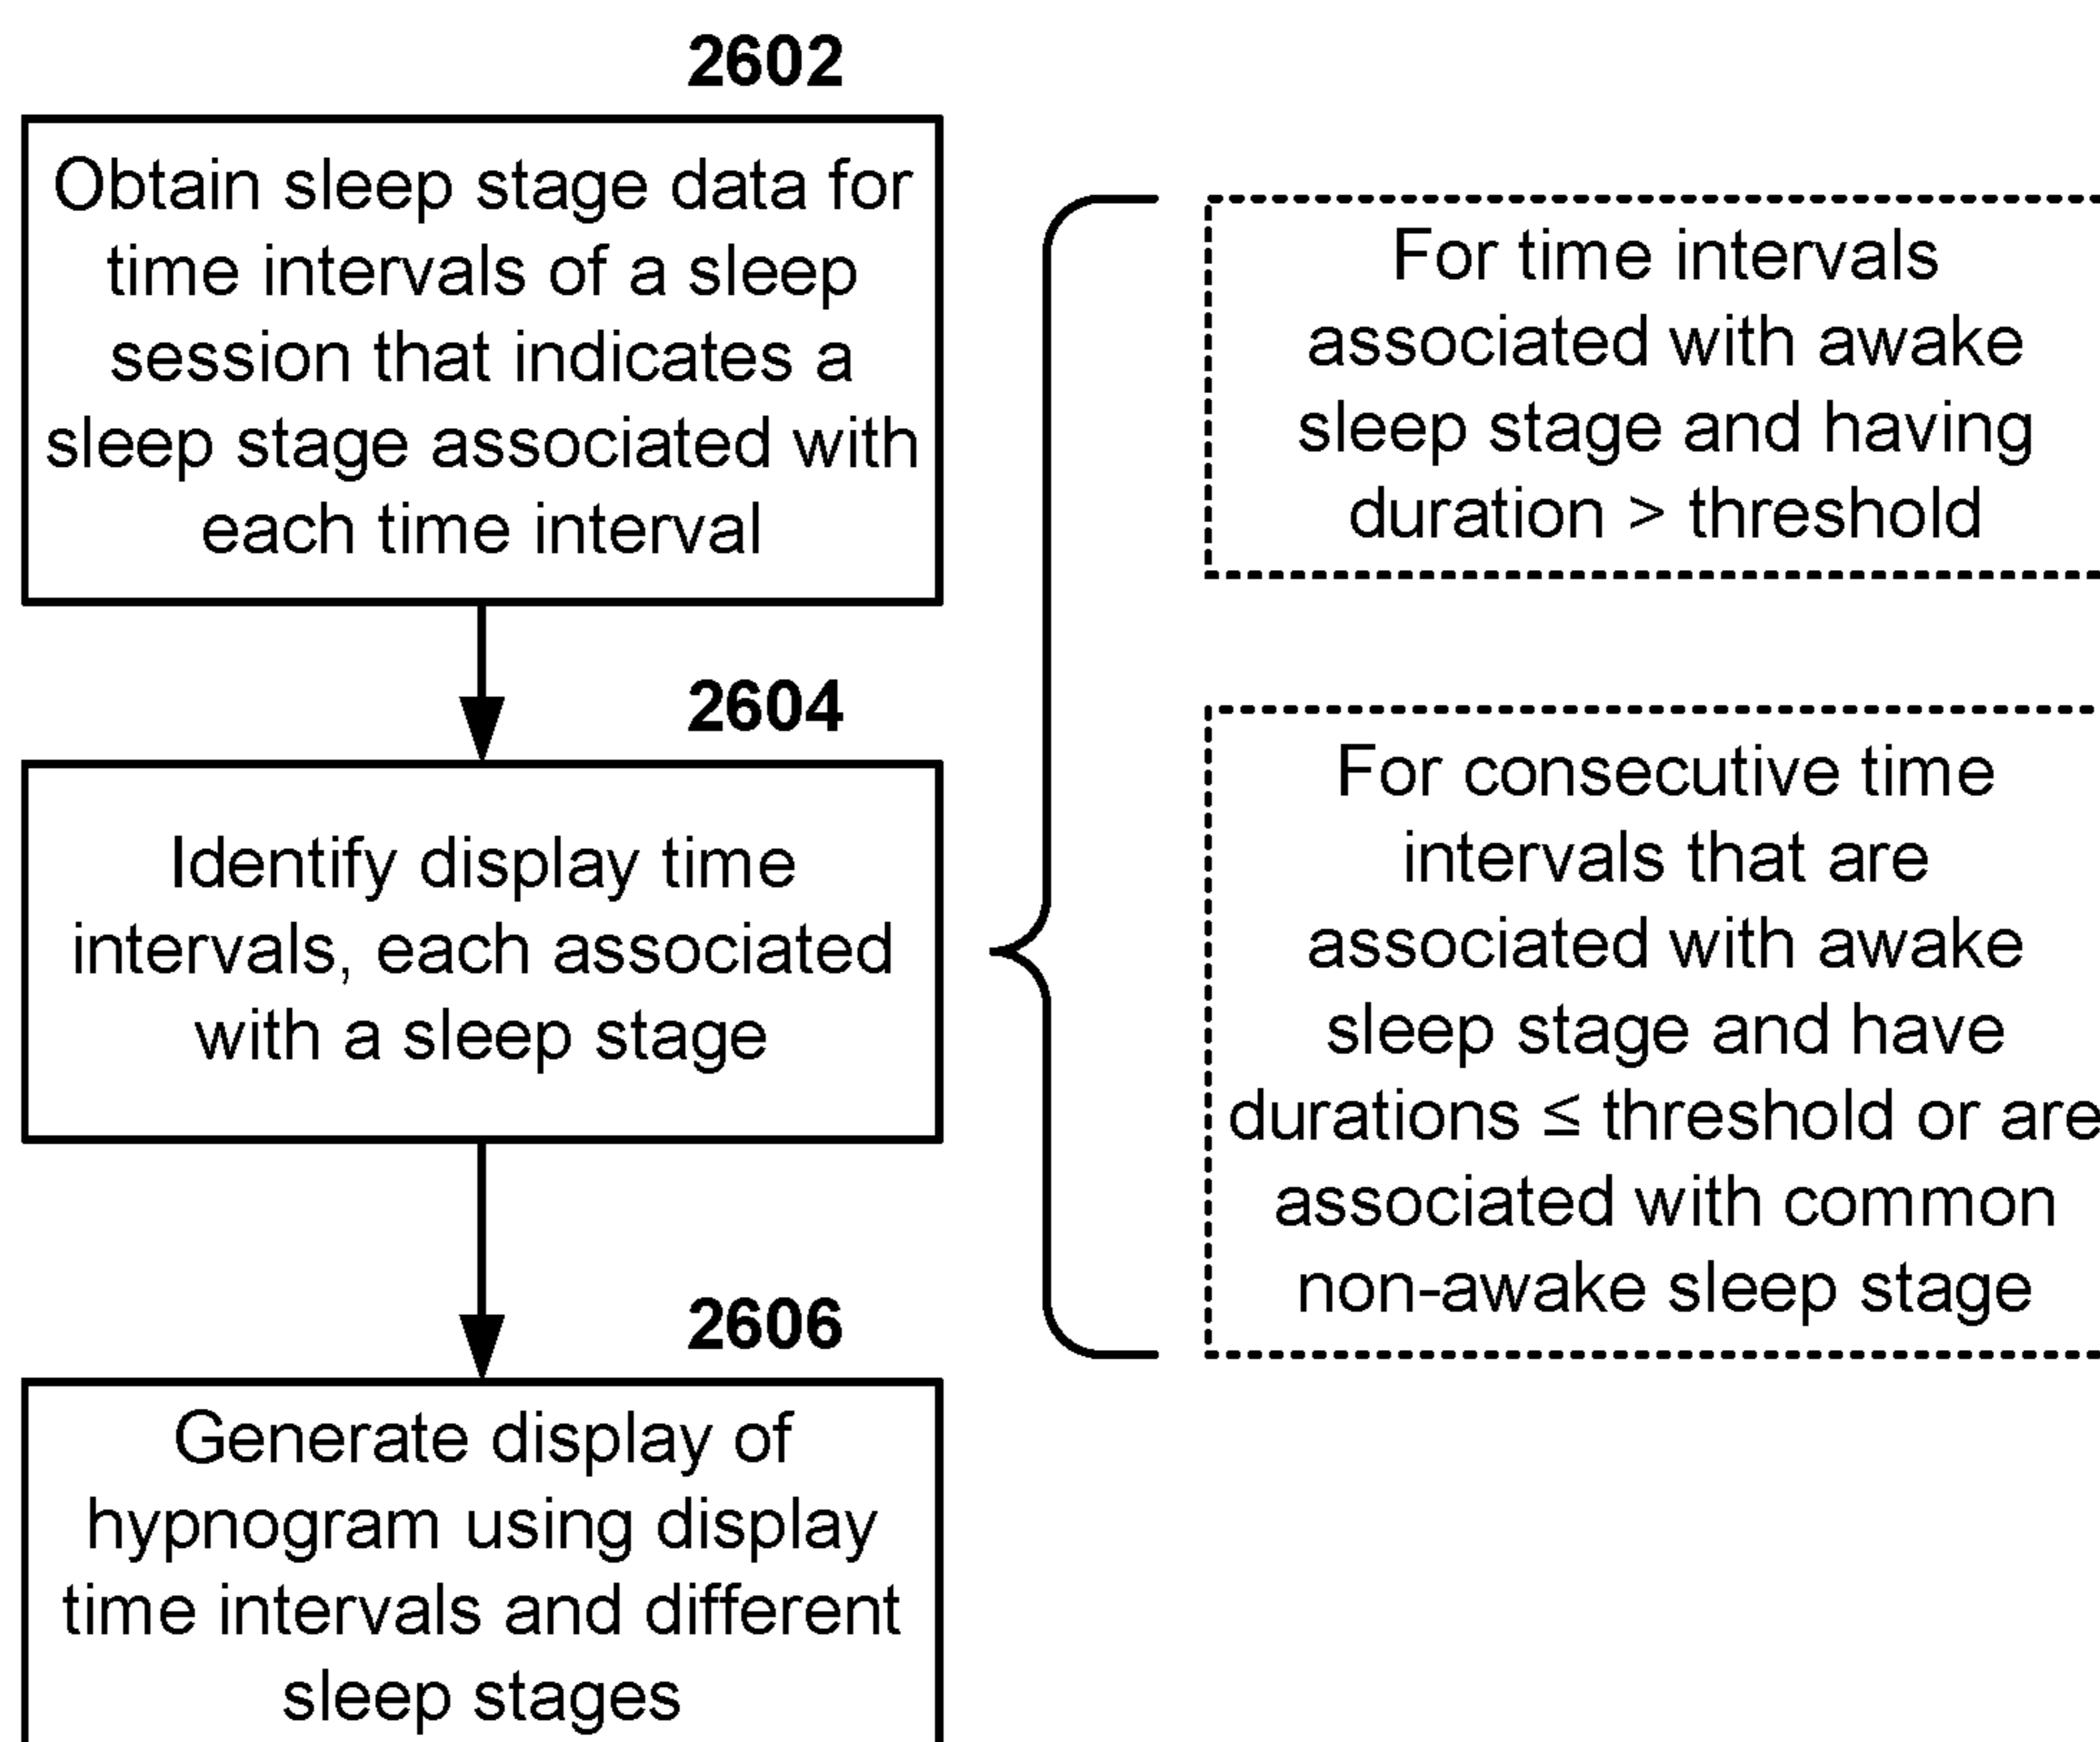 2602
Obtain sleep stage data for
time intervals of a sleep
session that indicates a
sleep stage associated with
each time interval
2604
Identify display time
intervals, each associated
with a sleep stage
2606
Generate display of
hypnogram using display
time intervals and different
sleep stages
For time intervals
associated with awake
sleep stage and having
duration > threshold
For consecutive time
intervals that are
associated with awake
sleep stage and have
durations ≤ threshold or are
associated with common
non-awake sleep stage